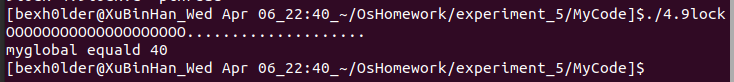 [bexh0lder@XuBinHan_Wed Apr 06_22:40_~/OsHomework/experiment_5/MyCode]$./4.9lock
OOOOOOOOOOOOOOOOOOOO....................
myglobal equald 40
[bexh0lder@XuBinHan_Wed Apr 06_22:40_~/OsHomework/experiment_5/MyCode]$